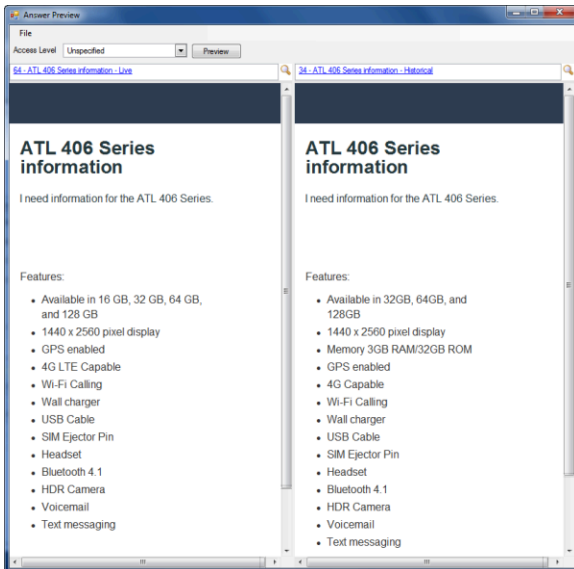 Answer Preview
File
Access Level Unspecified Preview
64 - ATL 406 Series information - Live
ATL 406 Series
information
I need information for the ATL 406 Series.
Features:
Available in 16 GB, 32 GB, 64 GB,
and 128 GB
1440 x 2560 pixel display
GPS enabled
4G LTE Capable
Wi-Fi Calling
Wall charger
USB Cable
SIM Ejector Pin
Headset
Bluetooth 4.1
HDR Camera
Voicemail
Text messaging
34 - ATL 406 Series information - Historical
ATL 406 Series
information
I need information for the ATL 406 Series.
Features:
Available in 32GB, 64GB, and
128GB
1440 x 2560 pixel display
Memory 3GB RAM/32GB ROM
GPS enabled
4G Capable
Wi-Fi Calling
Wall charger
USB Cable
SIM Ejector Pin
Headset
Bluetooth 4.1
HDR Camera
Voicemail
Text messaging